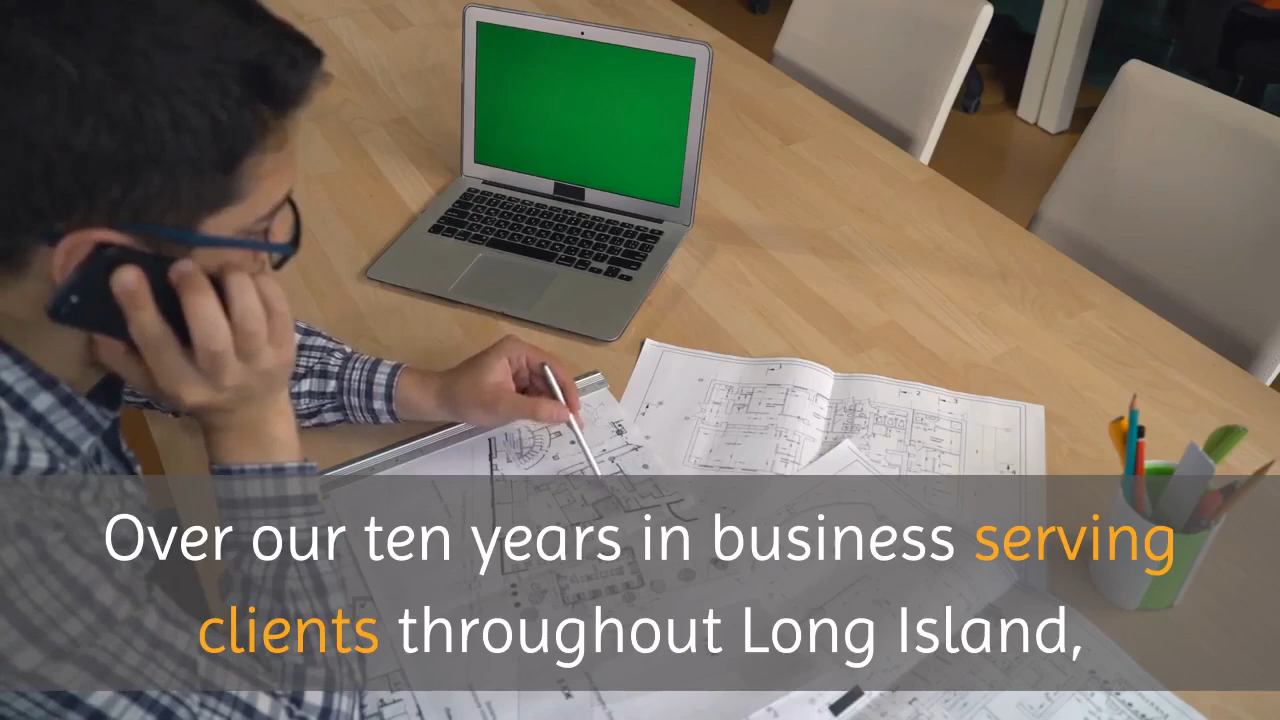 Over our ten years in business serving
clients throughout Long Island,